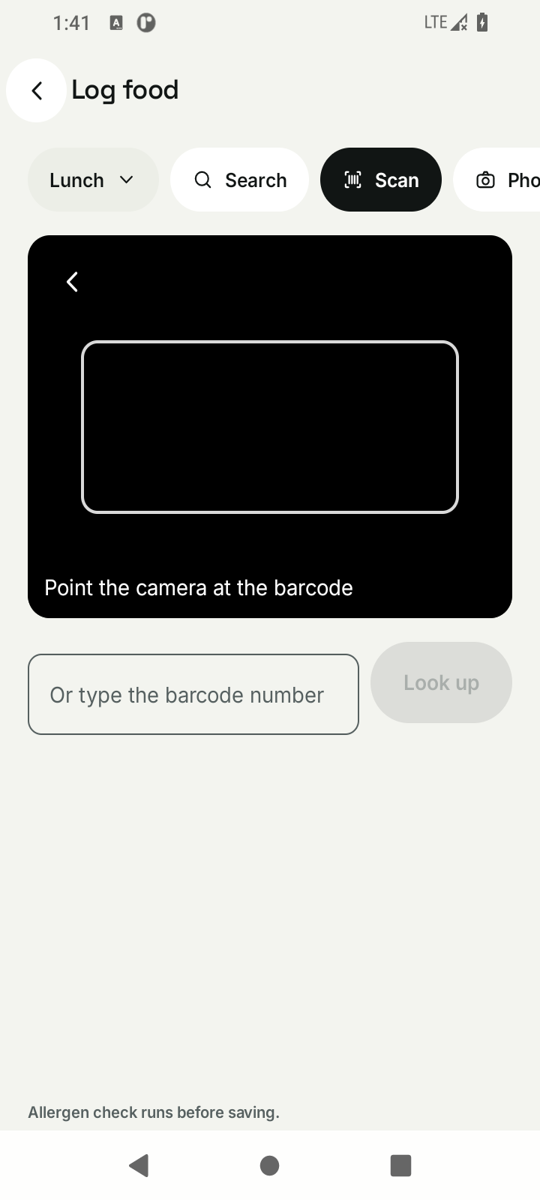 1:41
LTE
Log food
Lunch
Search
Scan
Pho
Point the camera at the barcode
Or type the barcode number
Look up
Allergen check runs before saving.